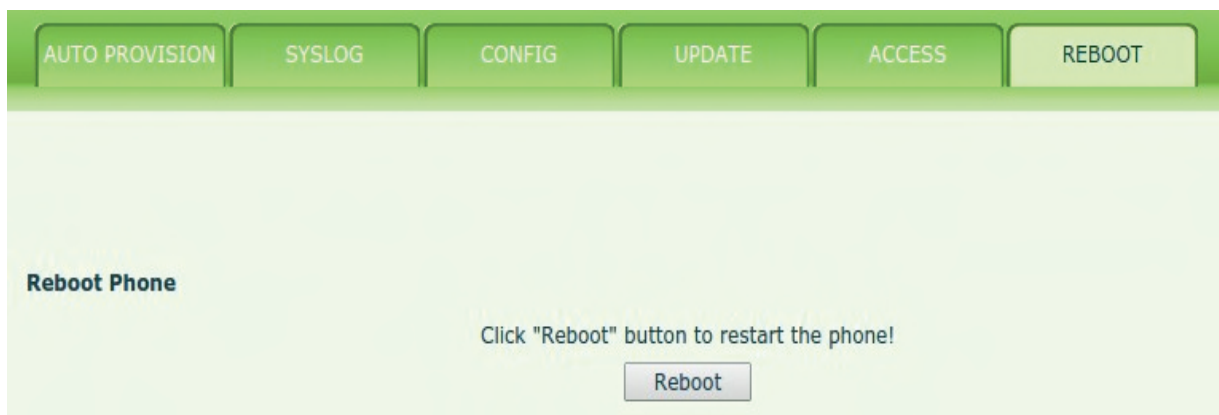 AUTO PROVISION SYSLOG CONFIG UPDATE ACCESS REBOOT
Reboot Phone
Click "Reboot" button to restart the phone!
Reboot